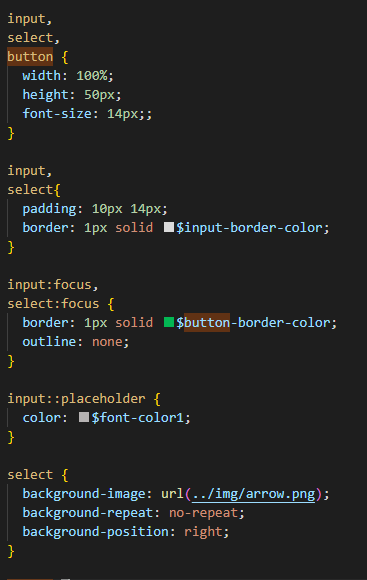 input,
select,
button {
  width: 100%;
  height: 50px;
  font-size: 14px;;
}

input,
select{
  padding: 10px 14px;
  border: 1px solid $input-border-color;
}

input:focus,
select:focus {
  border: 1px solid $button-border-color;
  outline: none;
}

input::placeholder {
  color: $font-color1;
}

select {
  background-image: url(../img/arrow.png);
  background-repeat: no-repeat;
  background-position: right;
}